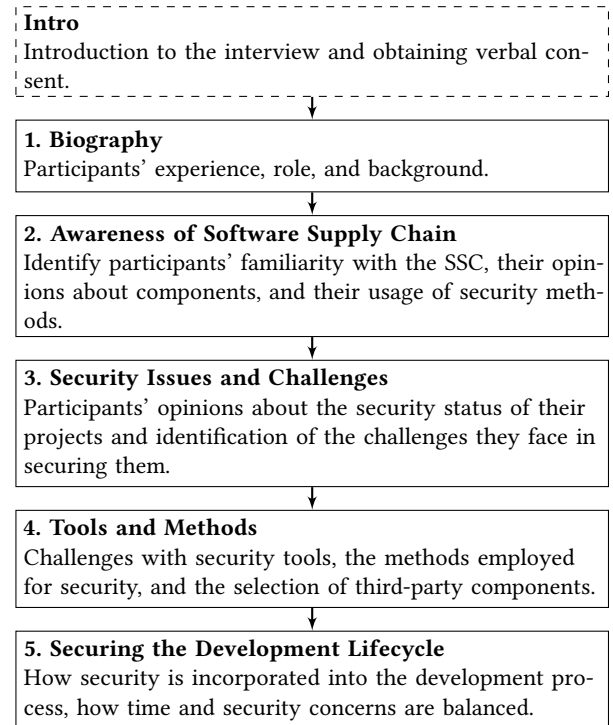 Intro
Introduction to the interview and obtaining verbal con-
sent.
1. Biography
Participants’ experience, role, and background.
2. Awareness of Software Supply Chain
Identify participants’ familiarity with the SSC, their opin-
ions about components, and their usage of security meth-
ods.
3. Security Issues and Challenges
Participants’ opinions about the security status of their
projects and identification of the challenges they face in
securing them.
4. Tools and Methods
Challenges with security tools, the methods employed
for security, and the selection of third-party components.
5. Securing the Development Lifecycle
How security is incorporated into the development pro-
cess, how time and security concerns are balanced.